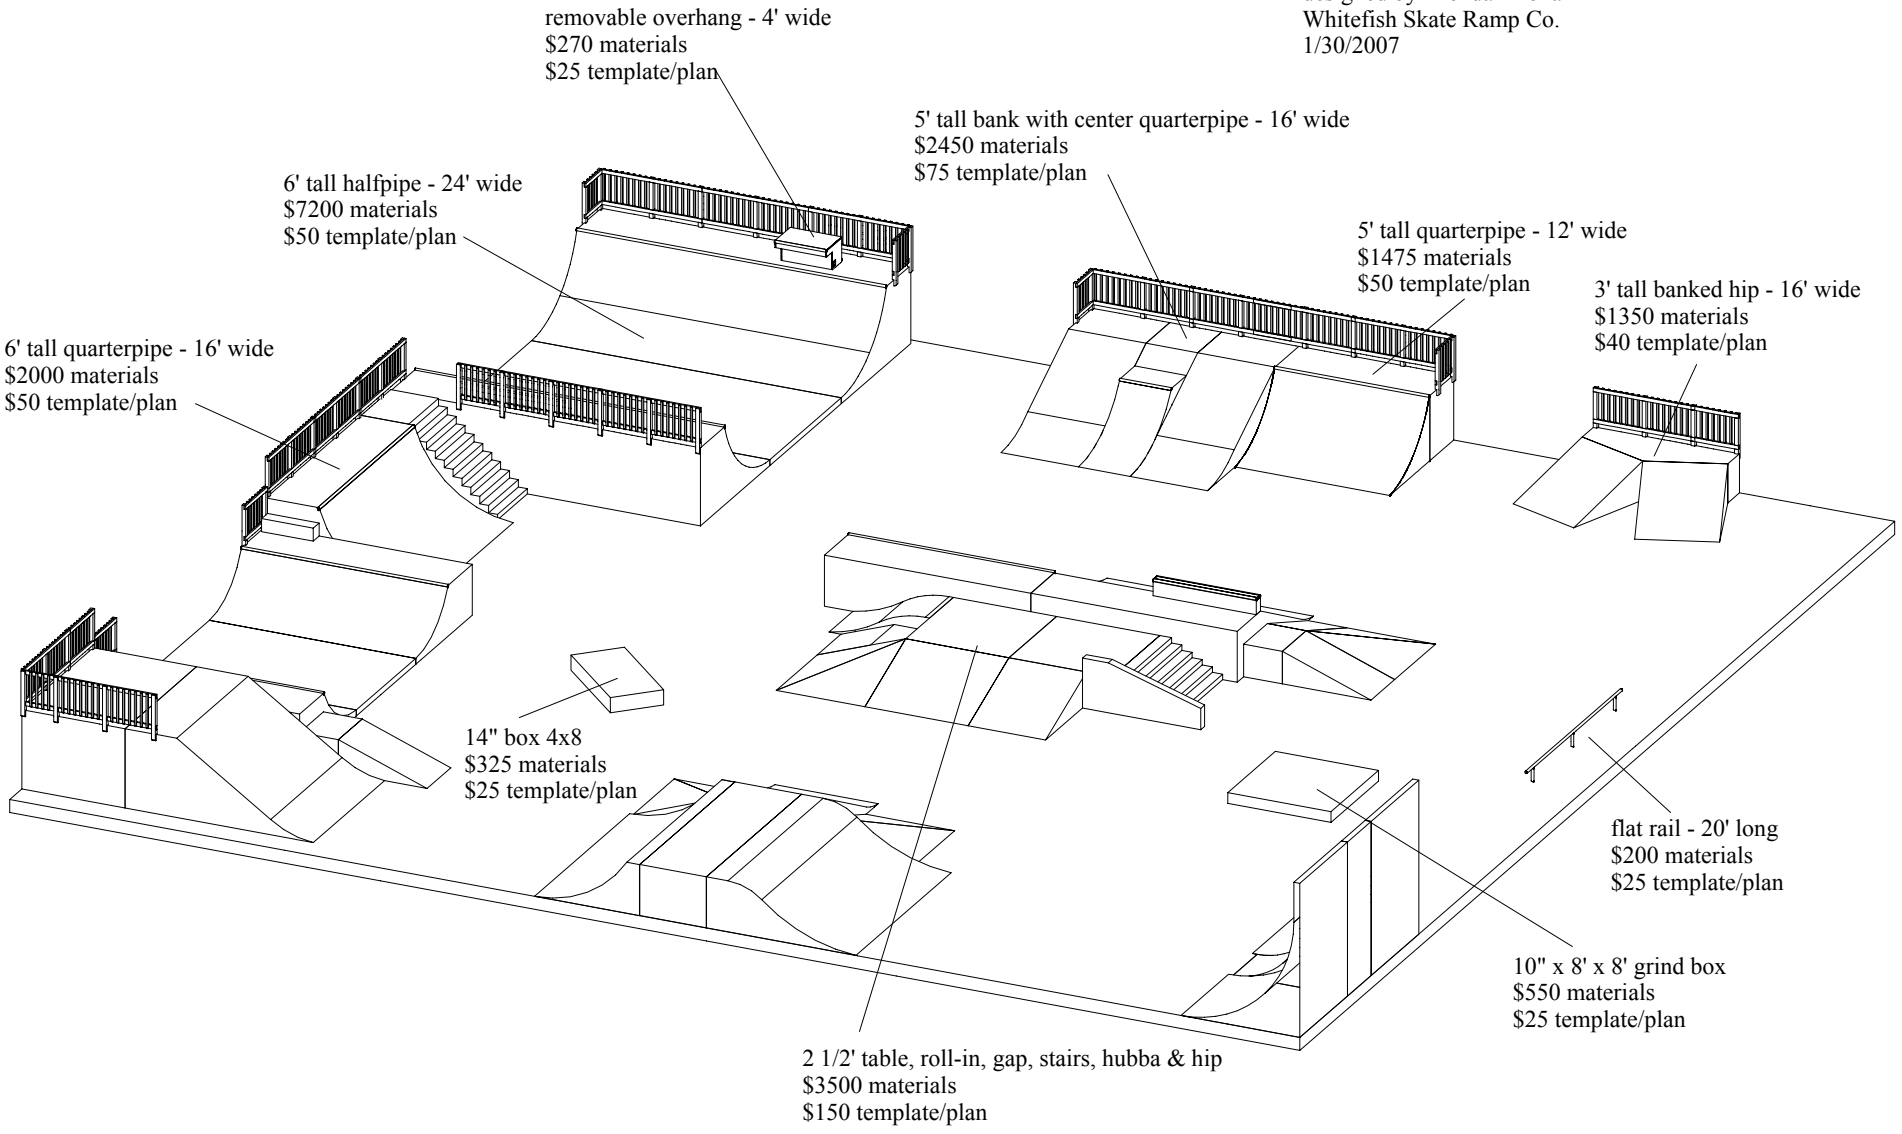 removable overhang - 4' wide
$270 materials
$25 template/plan
Whitefish Skate Ramp Co.
1/30/2007
5' tall bank with center quarterpipe - 16' wide
$2450 materials
$75 template/plan
6' tall halfpipe - 24' wide
$7200 materials
$50 template/plan
5' tall quarterpipe - 12' wide
$1475 materials
$50 template/plan
3' tall banked hip - 16' wide
$1350 materials
$40 template/plan
6' tall quarterpipe - 16' wide
$2000 materials
$50 template/plan
14" box 4x8
$325 materials
$25 template/plan
flat rail - 20' long
$200 materials
$25 template/plan
10" x 8' x 8' grind box
$550 materials
$25 template/plan
2 1/2' table, roll-in, gap, stairs, hubba & hip
$3500 materials
$150 template/plan